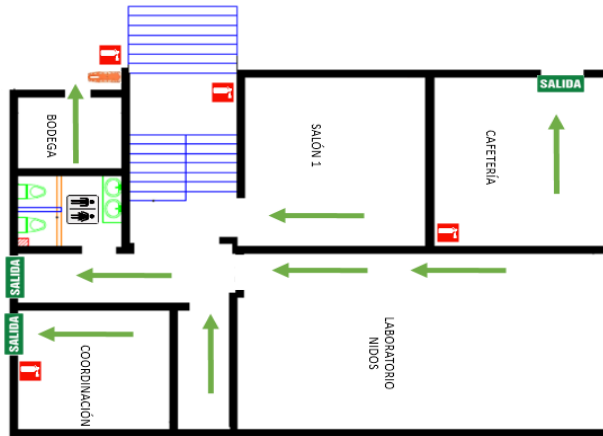 SALIDA
BODEGA
SALÓN 1
CAFETERÍA
SALIDA
SALIDA
COORDINACIÓN
LABORATORIO
NIDOS